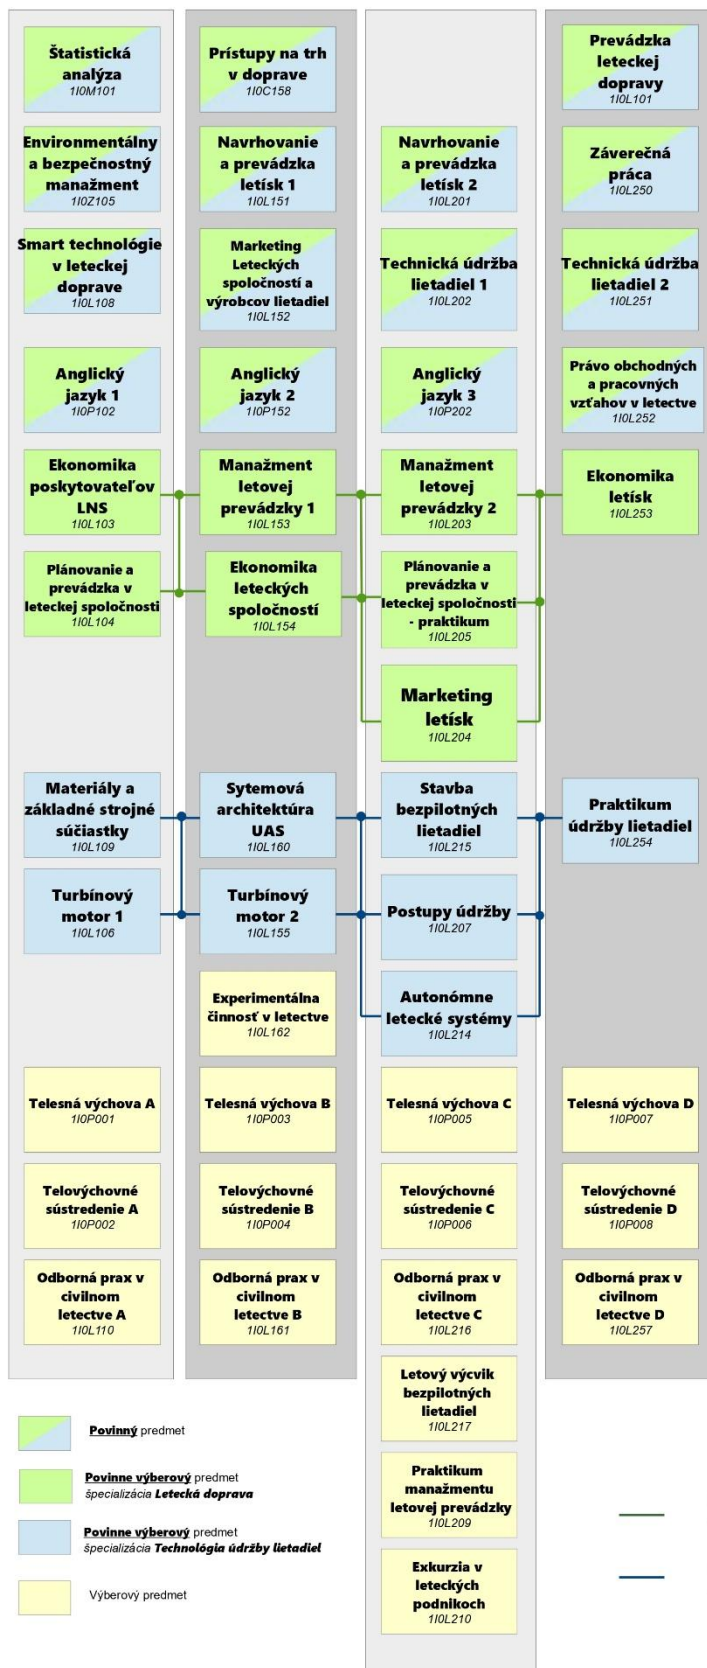 Štatistická
analýza
1I0M101
Prístupy na trh
v doprave
1I0C158
Prevádzka
leteckej
dopravy
1I0L101
Environmentálny
a bezpečnostný
manažment
1I0Z105
Navrhovanie
a prevádzka
letísk 1
1I0L151
Navrhovanie
a prevádzka
letísk 2
1I0L201
Záverečná
práca
1I0L250
Smart technológie
v leteckej
doprave
1I0L108
Marketing
Leteckých
spoločností a
výrobcov lietadiel
1I0L152
Technická údržba
lietadiel 1
1I0L202
Technická údržba
lietadiel 2
1I0L251
Anglický
jazyk 1
1I0P102
Anglický
jazyk 2
1I0P152
Anglický
jazyk 3
1I0P202
Právo obchodných
a pracovných
vzťahov v letectve
1I0L252
Ekonomika
poskytovateľov
LNS
1I0L103
Manažment
letovej
prevádzky 1
1I0L153
Manažment
letovej
prevádzky 2
1I0L203
Ekonomika
letísk
1I0L253
Plánovanie a
prevádzka v
leteckej spoločnosti
1I0L104
Ekonomika
leteckých
spoločností
1I0L154
Plánovanie a
prevádzka v
leteckej spoločnosti
- praktikum
1I0L205
Marketing
letísk
1I0L204
Materiály a
základné strojné
súčiastky
1I0L109
Sytemová
architektúra
UAS
1I0L160
Stavba
bezpilotných
lietadiel
1I0L215
Praktikum
údržby lietadiel
1I0L254
Turbínový
motor 1
1I0L106
Turbínový
motor 2
1I0L155
Postupy údržby
1I0L207
Experimentálna
činnosť v letectve
1I0L162
Autonómne
letecké systémy
1I0L214
Telesná výchova A
1I0P001
Telesná výchova B
1I0P003
Telesná výchova C
1I0P005
Telesná výchova D
1I0P007
Telovýchovné
sústredenie A
1I0P002
Telovýchovné
sústredenie B
1I0P004
Telovýchovné
sústredenie C
1I0P006
Telovýchovné
sústredenie D
1I0P008
Odborná prax v
civilnom
letectve A
1I0L110
Odborná prax v
civilnom
letectve B
1I0L161
Odborná prax v
civilnom
letectve C
1I0L216
Odborná prax v
civilnom
letectve D
1I0L257
Letový výcvik
bezpilotných
lietadiel
1I0L217
Praktikum
manažmentu
letovej prevádzky
1I0L209
Exkurzia v
leteckých
podnikoch
1I0L210
Povinný predmet
Povinne výberový predmet
špecializácia Letecká doprava
Povinne výberový predmet
špecializácia Technológia údržby lietadiel
Výberový predmet